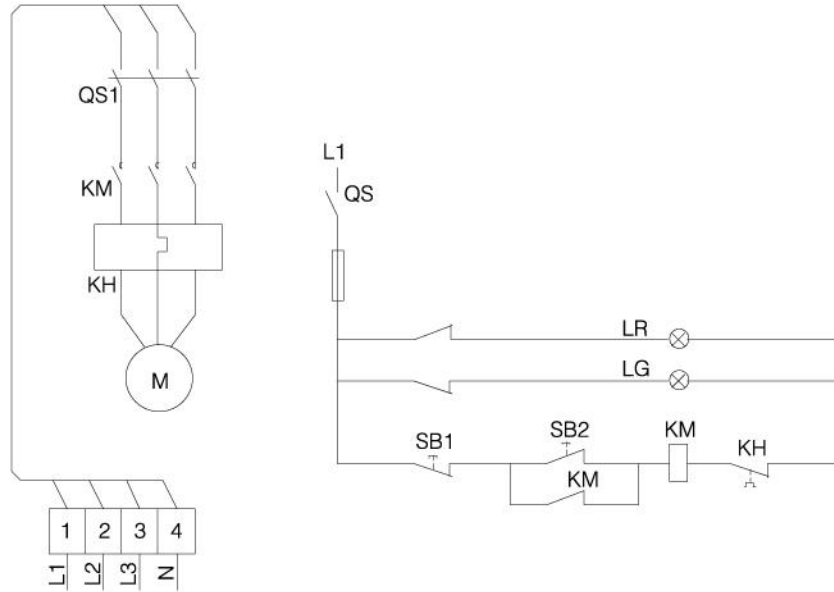 QS1
KM
KH
M
1 2 3 4
L1 L2 L3 N
L1
QS
LR
LG
SB1 SB2 KM KH
KM